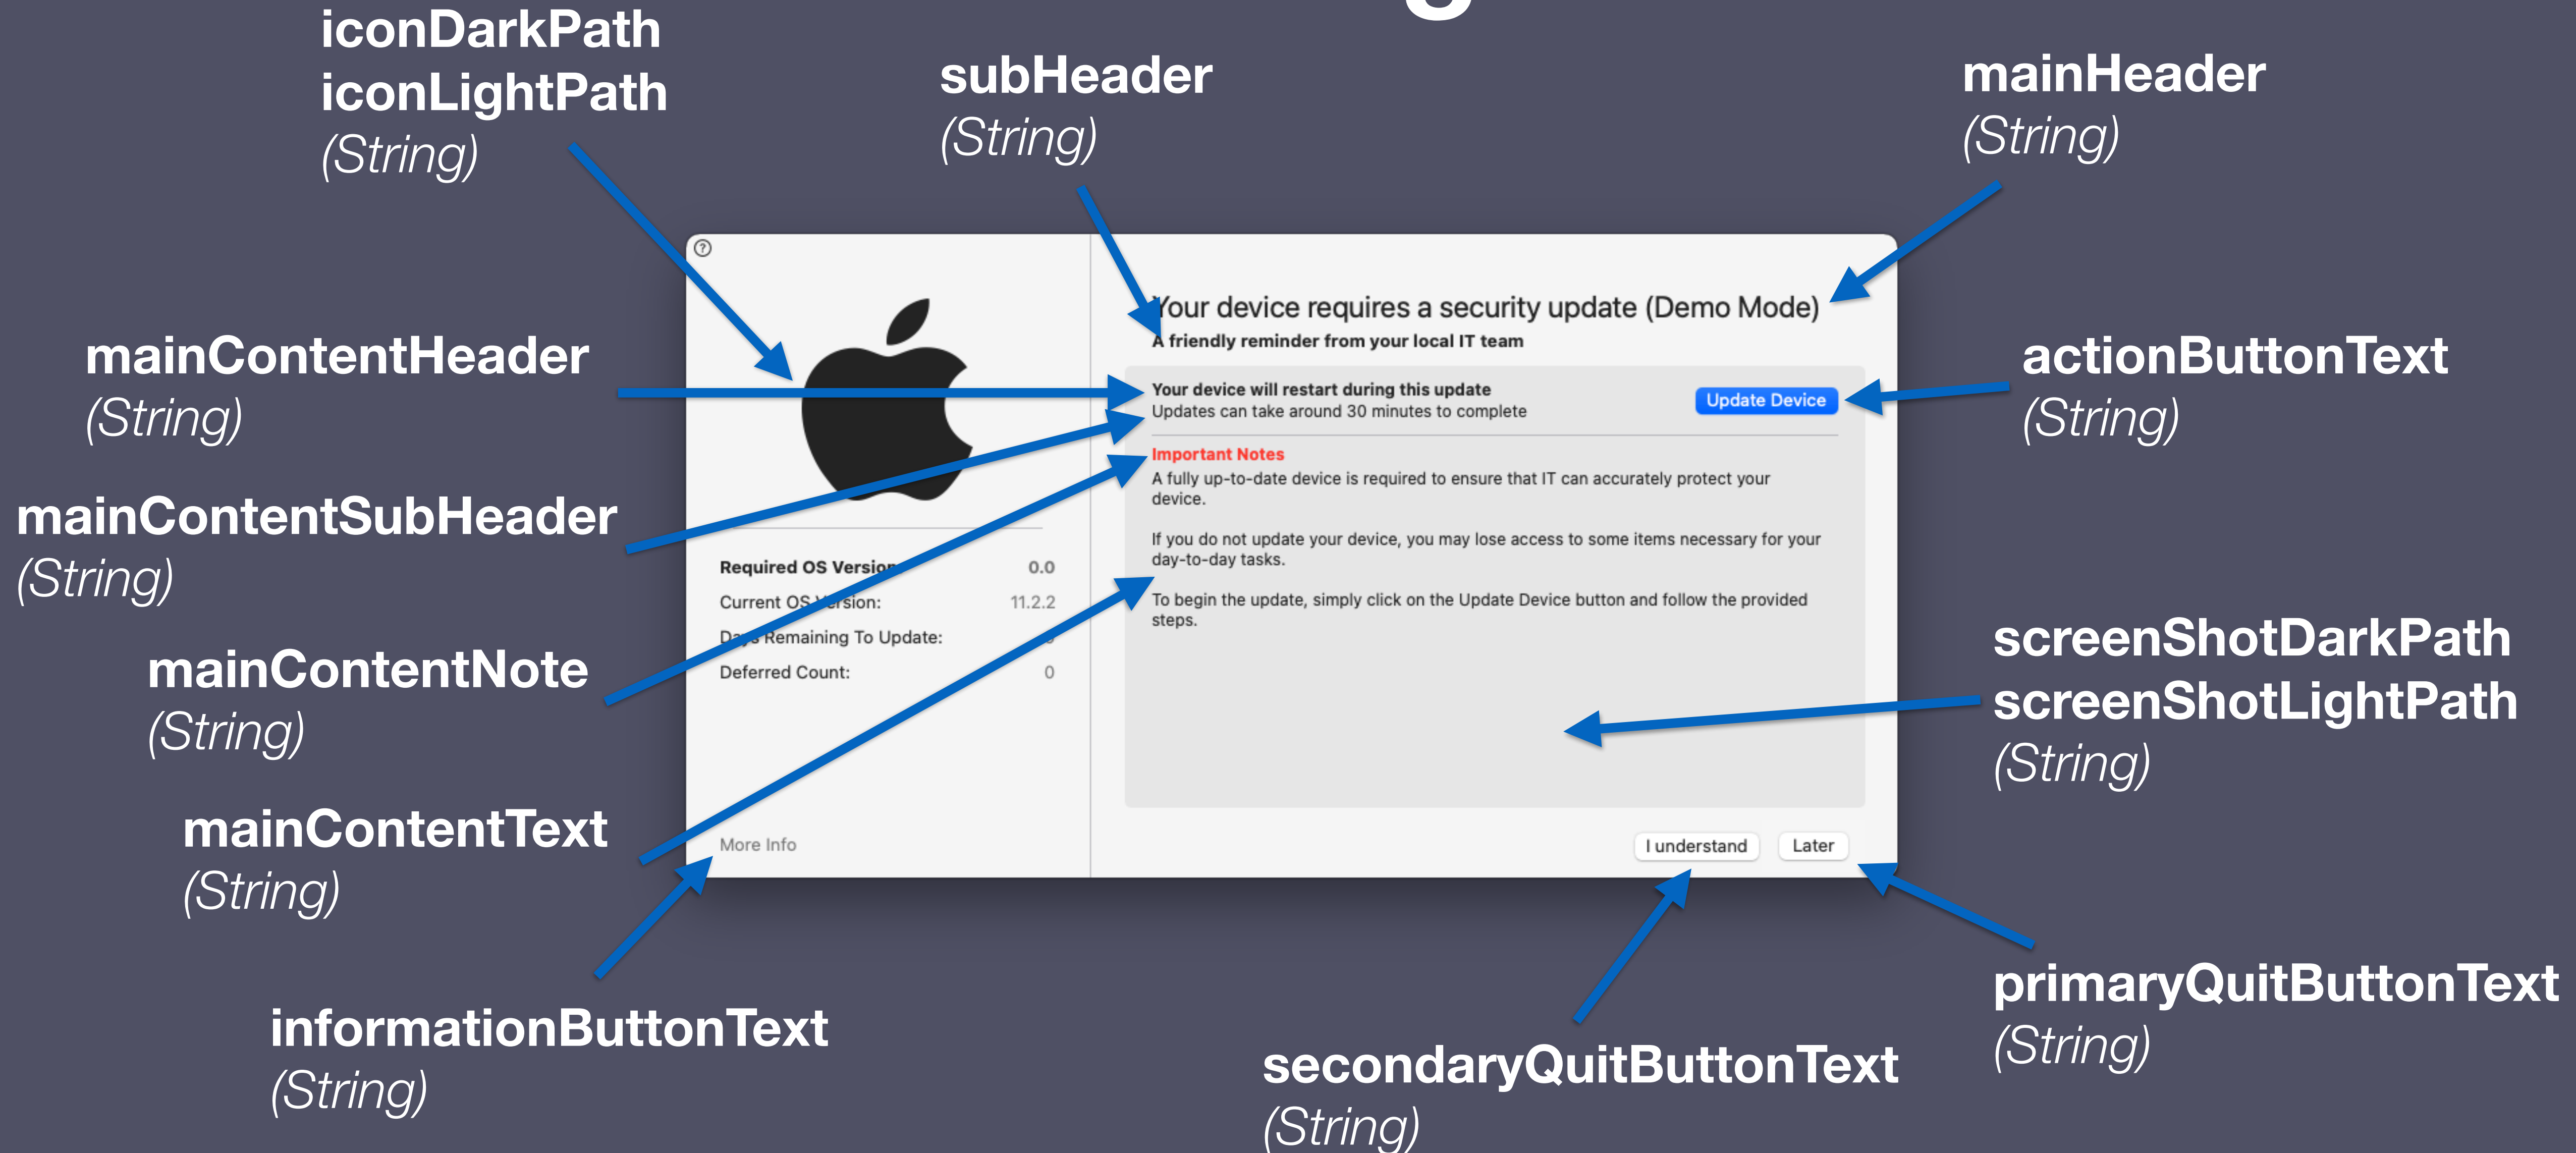 iconDarkPath
iconLightPath
(String)
subHeader
(String)
mainHeader
(String)
mainContentHeader
(String)
mainContentSubHeader
(String)
mainContentNote
(String)
mainContentText
(String)
informationButtonText
(String)
?
Required OS Version
0.0
Current OS Version:
11.2.2
Days Remaining To Update:
Deferred Count:
0
More Info
Your device requires a security update (Demo Mode)
A friendly reminder from your local IT team
Your device will restart during this update
Updates can take around 30 minutes to complete
Update Device
Important Notes
A fully up-to-date device is required to ensure that IT can accurately protect your
device.
If you do not update your device, you may lose access to some items necessary for your
day-to-day tasks.
To begin the update, simply click on the Update Device button and follow the provided
steps.
I understand
Later
actionButtonText
(String)
screenShotDarkPath
screenShotLightPath
(String)
primaryQuitButtonText
(String)
secondaryQuitButtonText
(String)